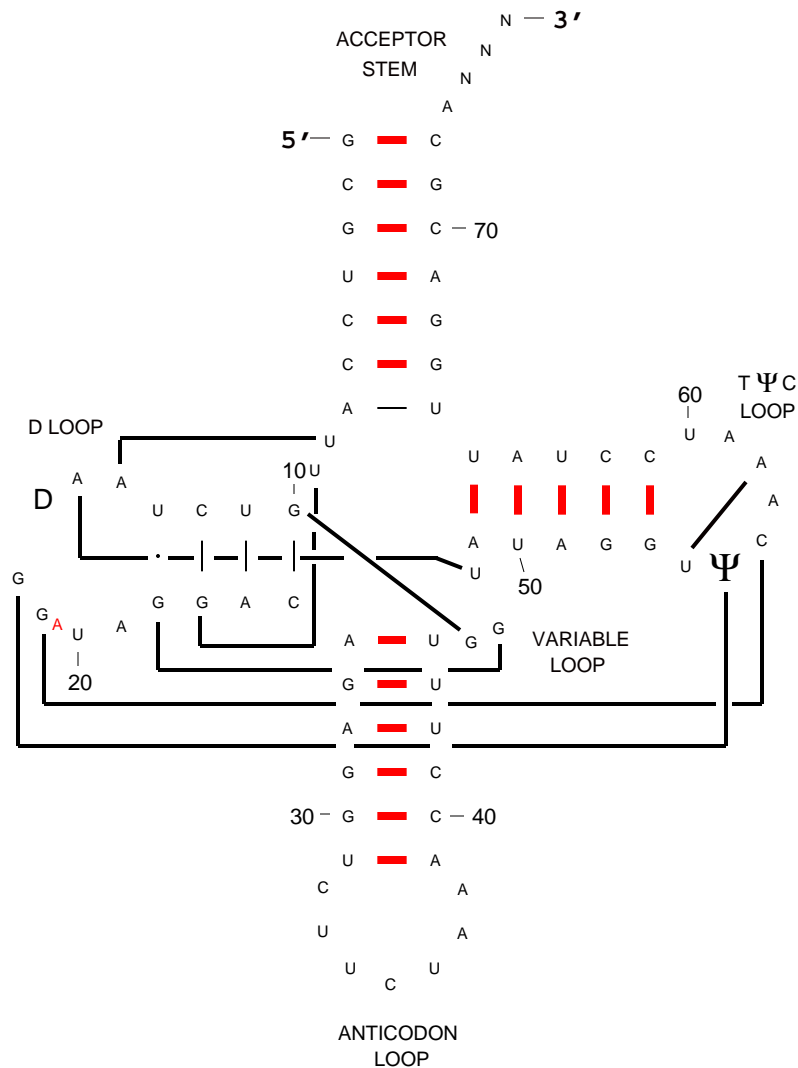 N 3′
ACCEPTOR
STEM
N
N
A
5′ G C
C G
G C 70
U A
C G
C G
A U
T Ψ C
LOOP
60
D LOOP
U
U A
U A U C C
A A
10 U
A
D
A
U C U G
C
A U A G G U Ψ
U
50
G
G A U A G G A C
20
A U G G
VARIABLE
LOOP
G U
A U
G C
30 G C 40
U A
C A
U A
U U
C
ANTICODON
LOOP